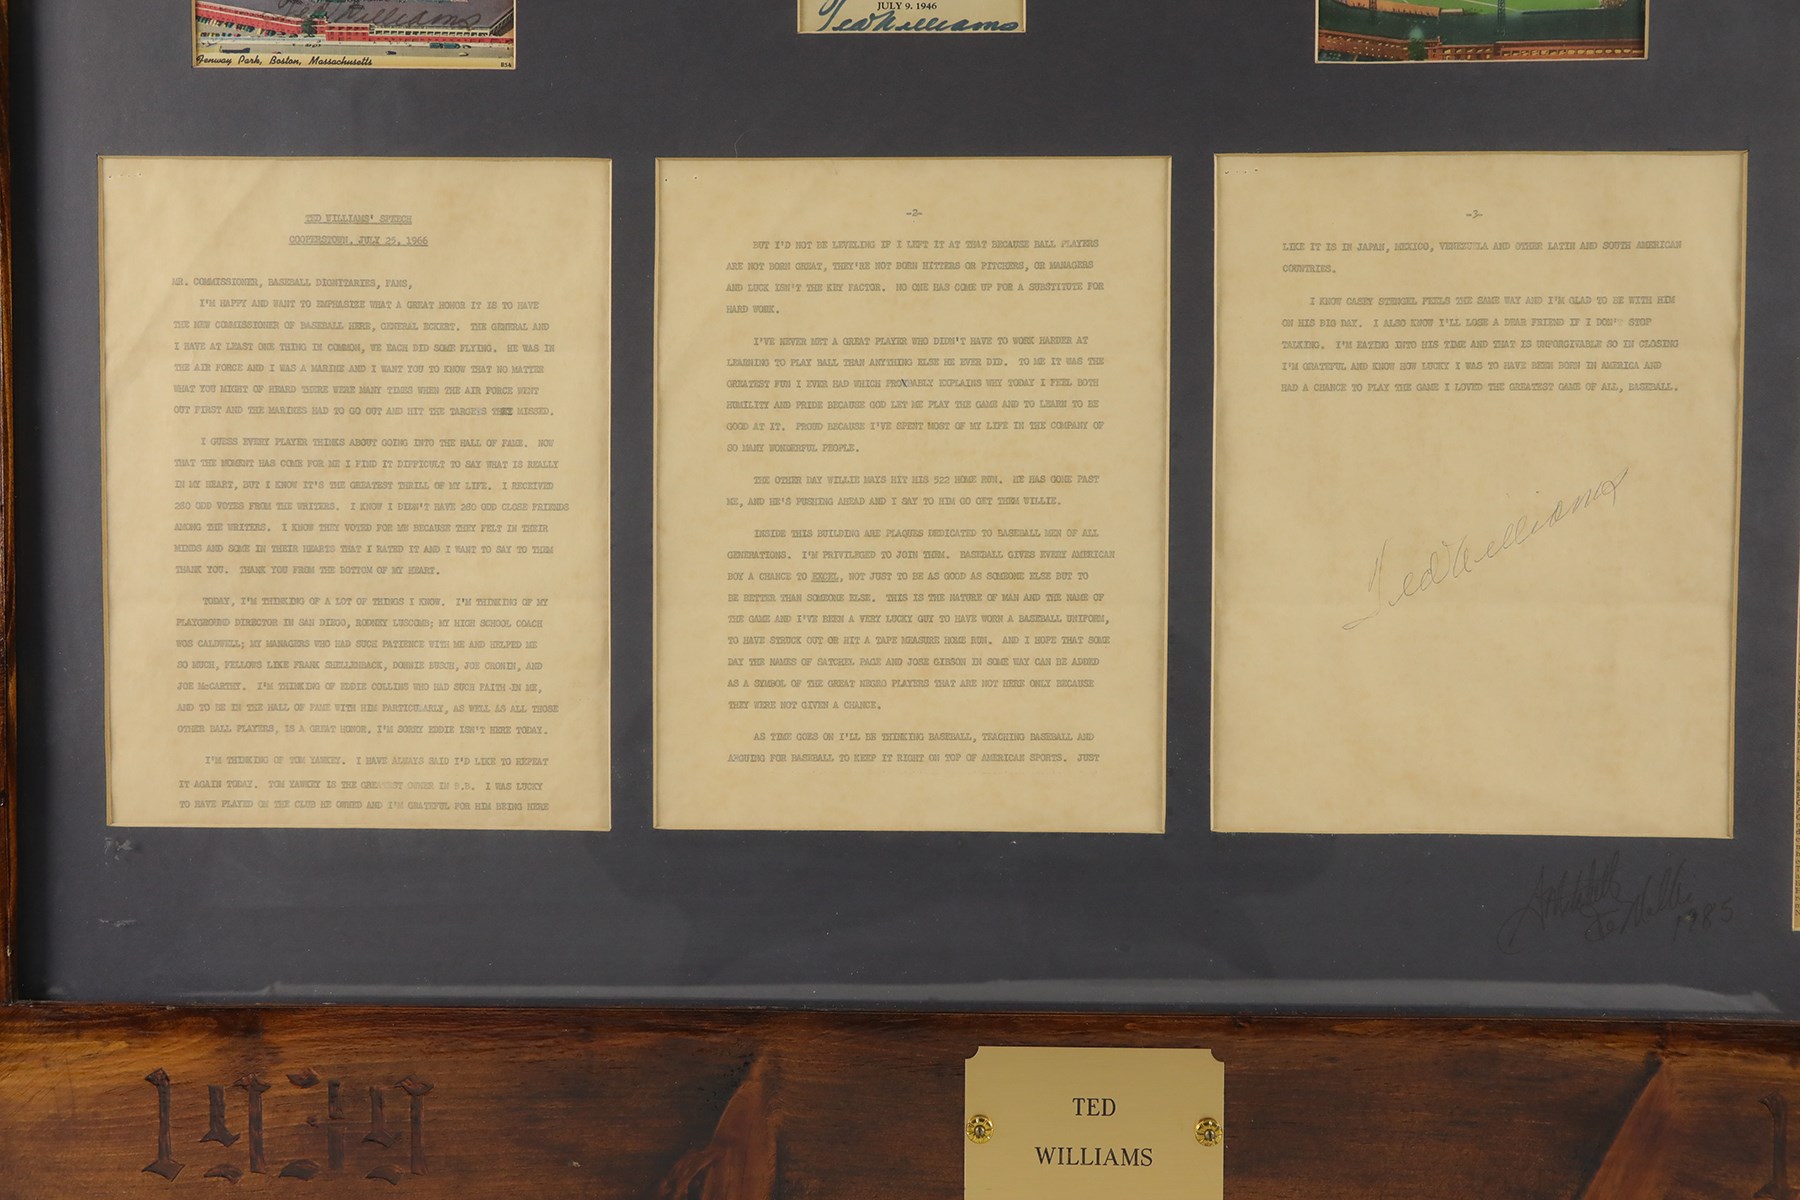 Ted Williams
Fenway Park, Boston, Massachusetts
JULY 9, 1946
Ted Williams
TED WILLIAMS' SPEECH
COOPERSTOWN, JULY 25, 1966
MR. COMMISSIONER, BASEBALL DIGNITARIES, FANS,
I'M HAPPY AND WANT TO EMPHASIZE WHAT A GREAT HONOR IT IS TO HAVE
THE NEW COMMISSIONER OF BASEBALL HERE, GENERAL ECKERT. THE GENERAL AND
I HAVE AT LEAST ONE THING IN COMMON, WE EACH DID SOME FLYING. HE WAS IN
THE AIR FORCE AND I WAS A MARINE AND I WANT YOU TO KNOW THAT NO MATTER
WHAT YOU MIGHT OF HEARD THERE WERE MANY TIMES WHEN THE AIR FORCE WENT
OUT FIRST AND THE MARINES HAD TO GO OUT AND HIT THE TARGETS THEY MISSED.
I GUESS EVERY PLAYER THINKS ABOUT GOING INTO THE HALL OF FAME. NOW
THAT THE MOMENT HAS COME FOR ME I FIND IT DIFFICULT TO SAY WHAT IS REALLY
IN MY HEART, BUT I KNOW IT'S THE GREATEST THRILL OF MY LIFE. I RECEIVED
280 ODD VOTES FROM THE WRITERS. I KNOW I DIDN'T HAVE 280 ODD CLOSE FRIENDS
AMONG THE WRITERS. I KNOW THEY VOTED FOR ME BECAUSE THEY FELT IN THEIR
MINDS AND SOME IN THEIR HEARTS THAT I RATED IT AND I WANT TO SAY TO THEM
THANK YOU. THANK YOU FROM THE BOTTOM OF MY HEART.
TODAY, I'M THINKING OF A LOT OF THINGS I KNOW. I'M THINKING OF MY
PLAYGROUND DIRECTOR IN SAN DIEGO, RODNEY LUSCOMB; MY HIGH SCHOOL COACH
WOS CALDWELL; MY MANAGERS WHO HAD SUCH PATIENCE WITH ME AND HELPED ME
SO MUCH, FELLOWS LIKE FRANK SHELLENBACK, DONNIE BUSCH, JOE CRONIN, AND
JOE McCARTHY. I'M THINKING OF EDDIE COLLINS WHO HAD SUCH FAITH IN ME,
AND TO BE IN THE HALL OF FAME WITH HIM PARTICULARLY, AS WELL AS ALL THOSE
OTHER BALL PLAYERS, IS A GREAT HONOR. I'M SORRY EDDIE ISN'T HERE TODAY.
I'M THINKING OF TOM YAWKEY. I HAVE ALWAYS SAID I'D LIKE TO REPEAT
IT AGAIN TODAY. TOM YAWKEY IS THE GREATEST OWNER IN B.B. I WAS LUCKY
TO HAVE PLAYED ON THE CLUB HE OWNED AND I'M GRATEFUL FOR HIM BEING HERE
-2-
BUT I'D NOT BE LEVELING IF I LEFT IT AT THAT BECAUSE BALL PLAYERS
ARE NOT BORN GREAT, THEY'RE NOT BORN HITTERS OR PITCHERS, OR MANAGERS
AND LUCK ISN'T THE KEY FACTOR. NO ONE HAS COME UP FOR A SUBSTITUTE FOR
HARD WORK.
I'VE NEVER MET A GREAT PLAYER WHO DIDN'T HAVE TO WORK HARDER AT
LEARNING TO PLAY BALL THAN ANYTHING ELSE HE EVER DID. TO ME IT WAS THE
GREATEST FUN I EVER HAD WHICH PROBABLY EXPLAINS WHY TODAY I FEEL BOTH
HUMILITY AND PRIDE BECAUSE GOD LET ME PLAY THE GAME AND TO LEARN TO BE
GOOD AT IT. PROUD BECAUSE I'VE SPENT MOST OF MY LIFE IN THE COMPANY OF
SO MANY WONDERFUL PEOPLE.
THE OTHER DAY WILLIE MAYS HIT HIS 522 HOME RUN. HE HAS GONE PAST
ME, AND HE'S PUSHING AHEAD AND I SAY TO HIM GO GET THEM WILLIE.
INSIDE THIS BUILDING ARE PLAQUES DEDICATED TO BASEBALL MEN OF ALL
GENERATIONS. I'M PRIVILEGED TO JOIN THEM. BASEBALL GIVES EVERY AMERICAN
BOY A CHANCE TO EXCEL, NOT JUST TO BE AS GOOD AS SOMEONE ELSE BUT TO
BE BETTER THAN SOMEONE ELSE. THIS IS THE NATURE OF MAN AND THE NAME OF
THE GAME AND I'VE BEEN A VERY LUCKY GUY TO HAVE WORN A BASEBALL UNIFORM,
TO HAVE STRUCK OUT OR HIT A TAPE MEASURE HOME RUN. AND I HOPE THAT SOME
DAY THE NAMES OF SATCHEL PAGE AND JOSE GIBSON IN SOME WAY CAN BE ADDED
AS A SYMBOL OF THE GREAT NEGRO PLAYERS THAT ARE NOT HERE ONLY BECAUSE
THEY WERE NOT GIVEN A CHANCE.
AS TIME GOES ON I'LL BE THINKING BASEBALL, TEACHING BASEBALL AND
ARGUING FOR BASEBALL TO KEEP IT RIGHT ON TOP OF AMERICAN SPORTS. JUST
-3-
LIKE IT IS IN JAPAN, MEXICO, VENEZUELA AND OTHER LATIN AND SOUTH AMERICAN
COUNTRIES.
I KNOW CASEY STENGEL FEELS THE SAME WAY AND I'M GLAD TO BE WITH HIM
ON HIS BIG DAY. I ALSO KNOW I'LL LOSE A DEAR FRIEND IF I DON'T STOP
TALKING. I'M EATING INTO HIS TIME AND THAT IS UNFORGIVABLE SO IN CLOSING
I'M GRATEFUL AND KNOW HOW LUCKY I WAS TO HAVE BEEN BORN IN AMERICA AND
HAD A CHANCE TO PLAY THE GAME I LOVED THE GREATEST GAME OF ALL, BASEBALL.
Ted Williams
1985
1939
TED
WILLIAMS